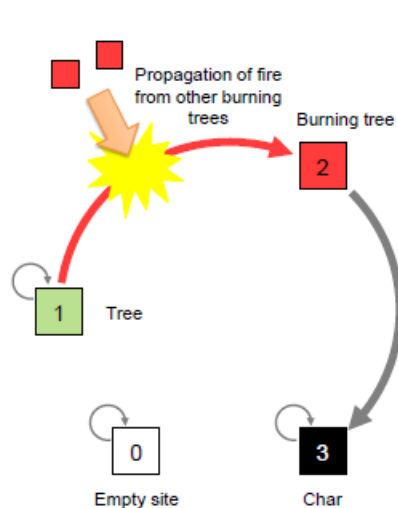 Propagation of fire
from other burning
trees
Burning tree
2
1
Tree
0
3
Empty site
Char